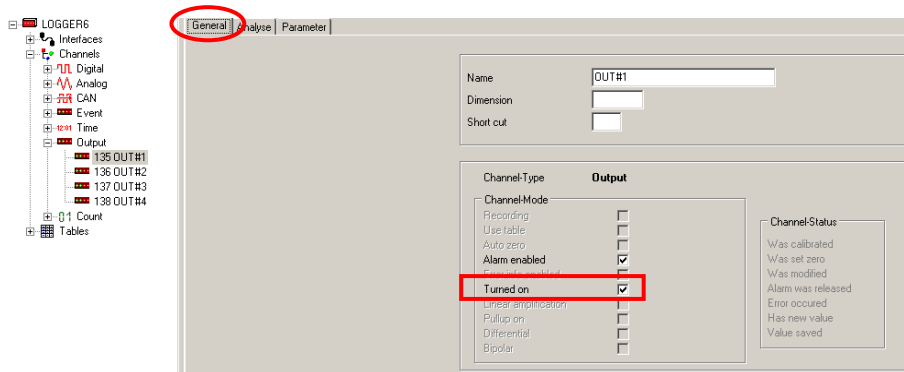 LOGGER6
Interfaces
Channels
Digital
Analog
CAN
Event
12:01 Time
Output
135 OUT#1
136 OUT#2
137 OUT#3
138 OUT#4
Count
Tables
General Analyse Parameter
Name OUT#1
Dimension
Short cut
Channel-Type Output
Channel-Mode
Recording
Use table
Auto zero
Alarm enabled
Error info enabled
Turned on
Linear amplification
Pullup on
Differential
Bipolar
Channel-Status
Was calibrated
Was set zero
Was modified
Alarm was released
Error occured
Has new value
Value saved